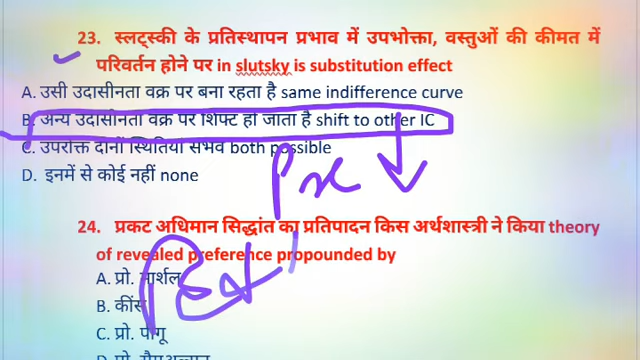 23. स्लट्स्की के प्रतिस्थापन प्रभाव में उपभोक्ता, वस्तुओं की कीमत में
परिवर्तन होने पर in slutsky is substitution effect
A. उसी उदासीनता वक्र पर बना रहता है same indifference curve
B. अन्य उदासीनता वक्र पर शिफ्ट हो जाता है shift to other IC
C. उपरोक्त दोनों स्थितियां संभव both possible
D. इनमें से कोई नहीं none
Px
24. प्रकट अधिमान सिद्धांत का प्रतिपादन किस अर्थशास्त्री ने किया theory
of revealed preference propounded by
A. प्रो. मार्शल
B. कींस
C. प्रो. पीगू